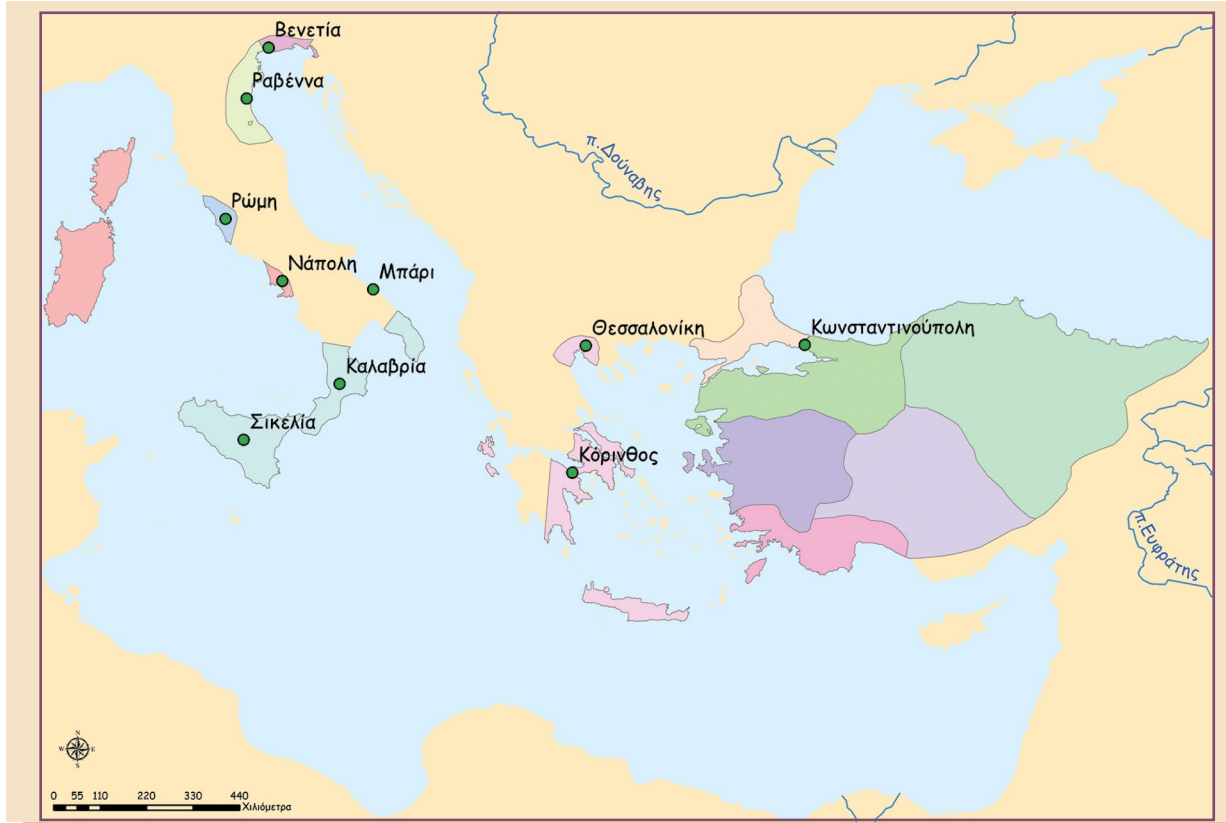 Βενετία
Ραβέννα
π. Δούναβης
Ρώμη
Νάπολη
Μπάρι
Θεσσαλονίκη
Κωνσταντινούπολη
Καλαβρία
Σικελία
Κόρινθος
π. Ευφράτης
N
W E
S
0 55 110 220 330 440
Χιλιόμετρα